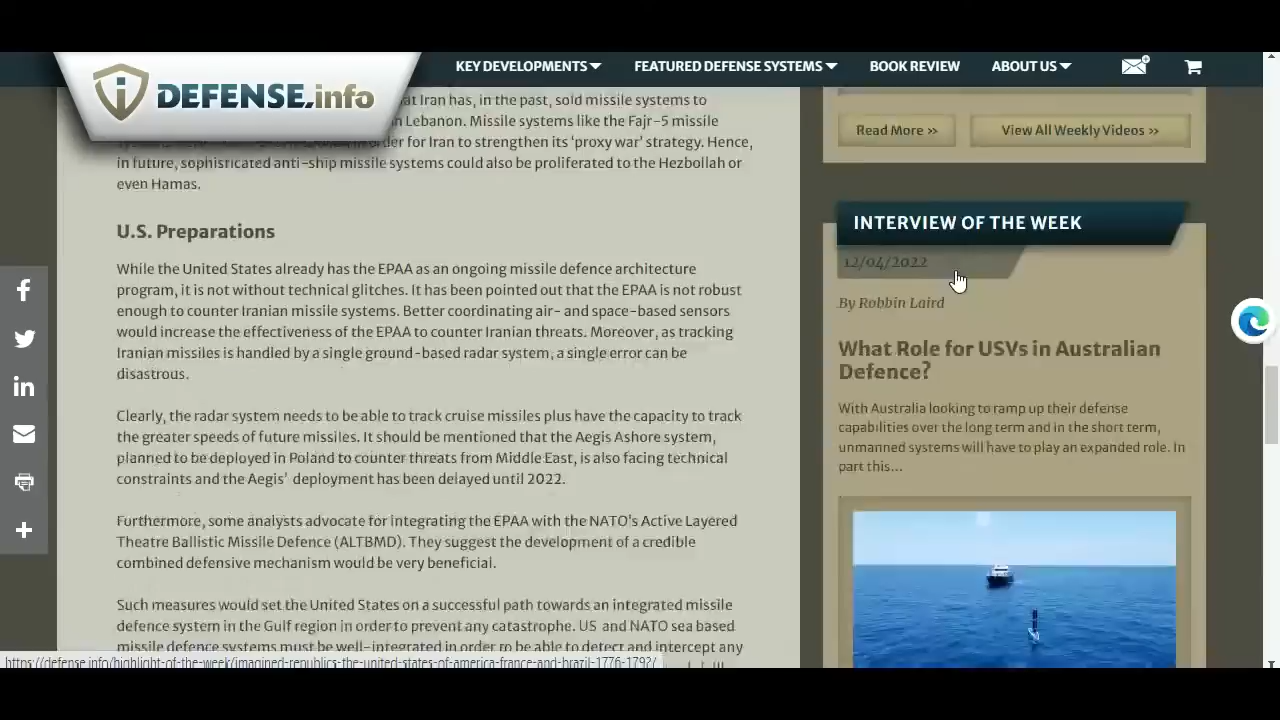 DEFENSE.info
KEY DEVELOPMENTS
FEATURED DEFENSE SYSTEMS
BOOK REVIEW
ABOUT US
at Iran has, in the past, sold missile systems to
n Lebanon. Missile systems like the Fajr-5 missile
order for Iran to strengthen its ‘proxy war’ strategy. Hence,
in future, sophisticated anti-ship missile systems could also be proliferated to the Hezbollah or
even Hamas.
U.S. Preparations
While the United States already has the EPAA as an ongoing missile defence architecture
program, it is not without technical glitches. It has been pointed out that the EPAA is not robust
enough to counter Iranian missile systems. Better coordinating air- and space-based sensors
would increase the effectiveness of the EPAA to counter Iranian threats. Moreover, as tracking
Iranian missiles is handled by a single ground-based radar system, a single error can be
disastrous.
Clearly, the radar system needs to be able to track cruise missiles plus have the capacity to track
the greater speeds of future missiles. It should be mentioned that the Aegis Ashore system,
planned to be deployed in Poland to counter threats from Middle East, is also facing technical
constraints and the Aegis’ deployment has been delayed until 2022.
Furthermore, some analysts advocate for integrating the EPAA with the NATO’s Active Layered
Theatre Ballistic Missile Defence (ALTBMD). They suggest the development of a credible
combined defensive mechanism would be very beneficial.
Such measures would set the United States on a successful path towards an integrated missile
defence system in the Gulf region in order to prevent any catastrophe. US and NATO sea based
missile defence systems must be well-integrated in order to be able to detect and intercept any
https://defense.info/highlight-of-the-week/imagined-republics-the-united-states-of-america-france-and-brazil-1776-1792/
Read More »
View All Weekly Videos »
INTERVIEW OF THE WEEK
12/04/2022
By Robbin Laird
What Role for USVs in Australian
Defence?
With Australia looking to ramp up their defense
capabilities over the long term and in the short term,
unmanned systems will have to play an expanded role. In
part this...